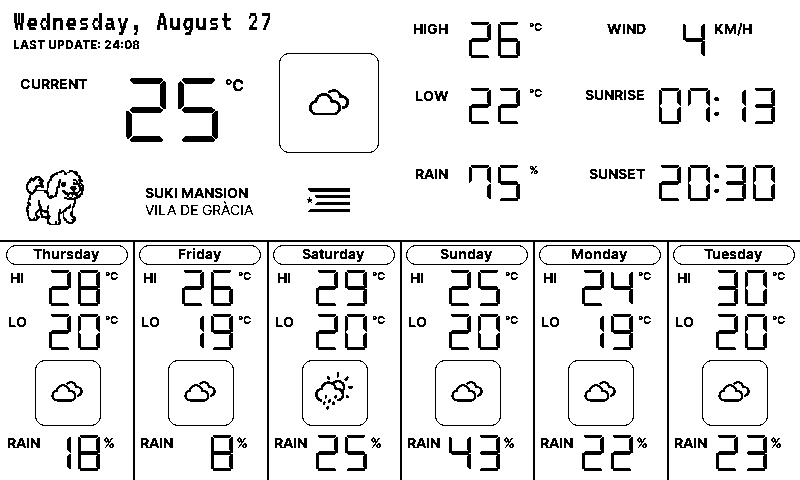 Wednesday, August 27
LAST UPDATE: 24:08
CURRENT 25 °C
HIGH 26 °C
WIND 4 KM/H
LOW 22 °C
SUNRISE 07:13
RAIN 75 %
SUNSET 20:30
SUKI MANSION
VILA DE GRÀCIA
Thursday
HI 28 °C
LO 20 °C
RAIN 18 %
Friday
HI 26 °C
LO 19 °C
RAIN 8 %
Saturday
HI 29 °C
LO 20 °C
RAIN 25 %
Sunday
HI 25 °C
LO 20 °C
RAIN 43 %
Monday
HI 24 °C
LO 19 °C
RAIN 22 %
Tuesday
HI 30 °C
LO 20 °C
RAIN 23 %